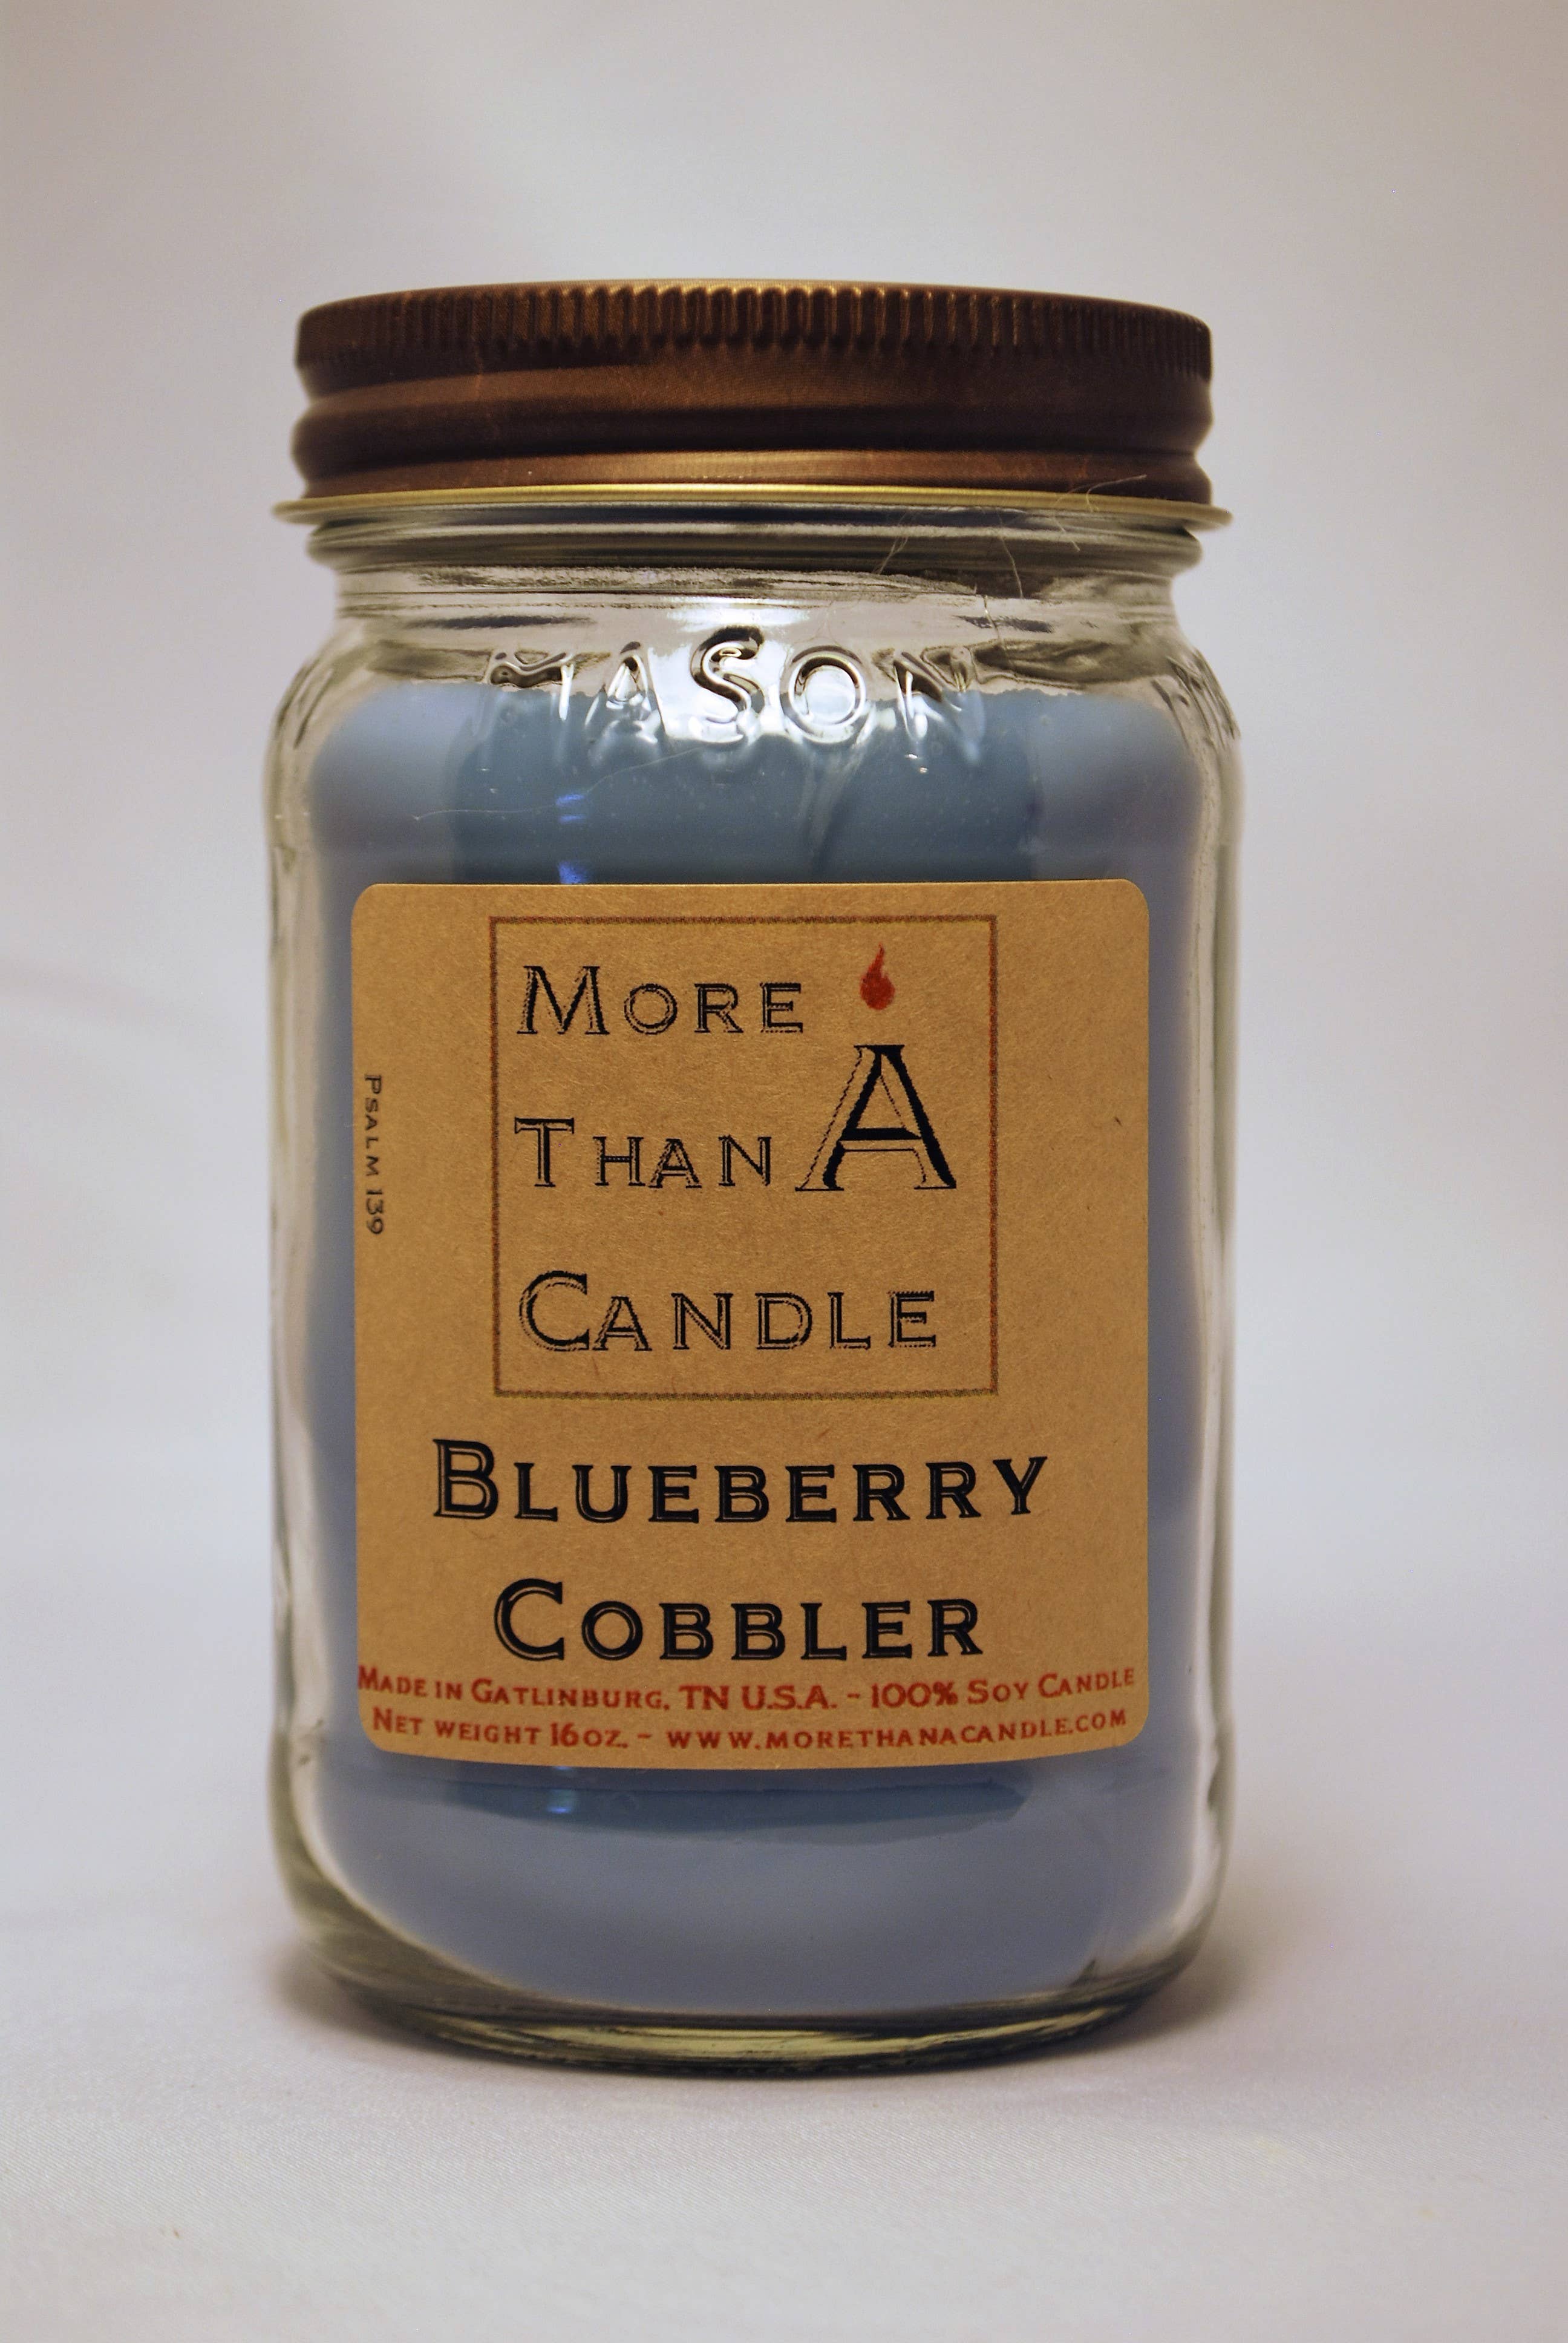 MASON
MORE
THAN A
CANDLE
PSALM 139
BLUEBERRY
COBBLER
MADE IN GATLINBURG, TN U.S.A. - 100% SOY CANDLE
NET WEIGHT 16OZ. - WWW.MORETHANACANDLE.COM